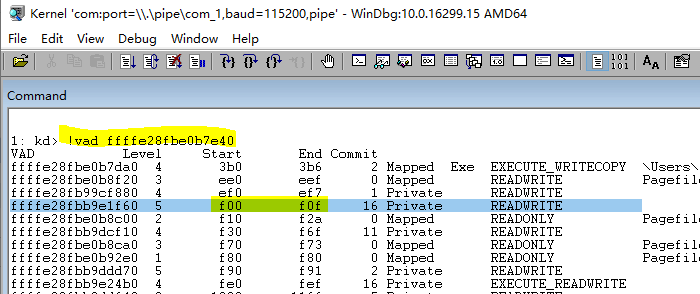 Kernel 'com:port=\\.\pipe\com_1,baud=115200,pipe' - WinDbg:10.0.16299.15 AMD64
File Edit View Debug Window Help
Command
1: kd> !vad ffffe28fbe0b7e40
VAD Level Start End Commit
ffffe28fbe0b7da0 4 3b0 3b6 2 Mapped Exe EXECUTE_WRITECOPY \Users\
ffffe28fbe0b8f20 3 ee0 eef 0 Mapped READWRITE Pagefile
ffffe28fb99cf880 4 ef0 ef7 1 Private READWRITE
ffffe28fbb9e1f60 5 f00 f0f 16 Private READWRITE
ffffe28fbe0b8c00 2 f10 f2a 0 Mapped READONLY Pagefile
ffffe28fbb9dcf10 4 f30 f6f 11 Private READWRITE
ffffe28fbe0b8ca0 3 f70 f73 0 Mapped READONLY Pagefile
ffffe28fbe0b92e0 1 f80 f80 0 Mapped READONLY Pagefile
ffffe28fbb9ddd70 5 f90 f91 2 Private READWRITE
ffffe28fbb9e24b0 4 fe0 fef 16 Private EXECUTE_READWRITE